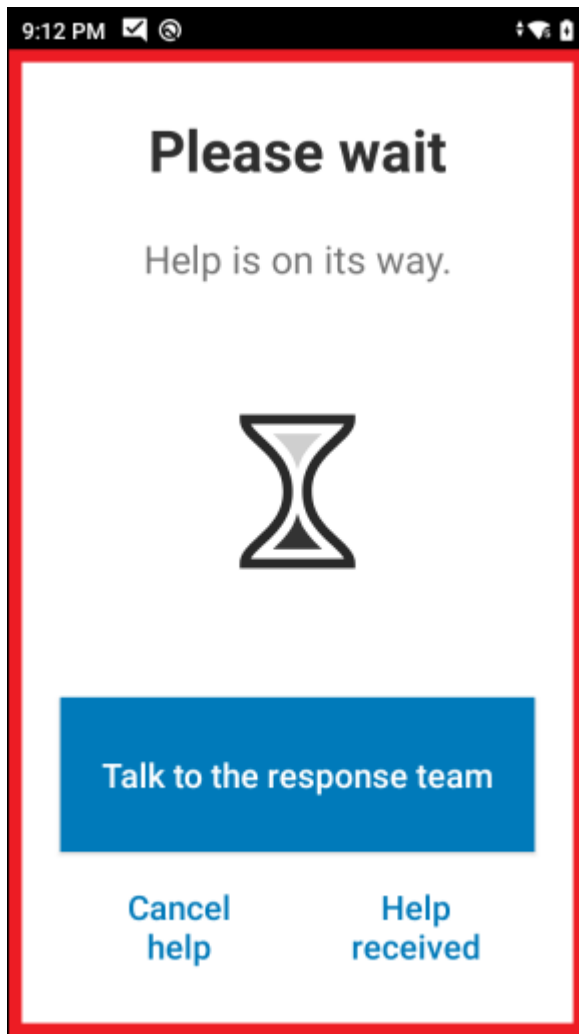 9:12 PM
Please wait
Help is on its way.
Talk to the response team
Cancel
help
Help
received